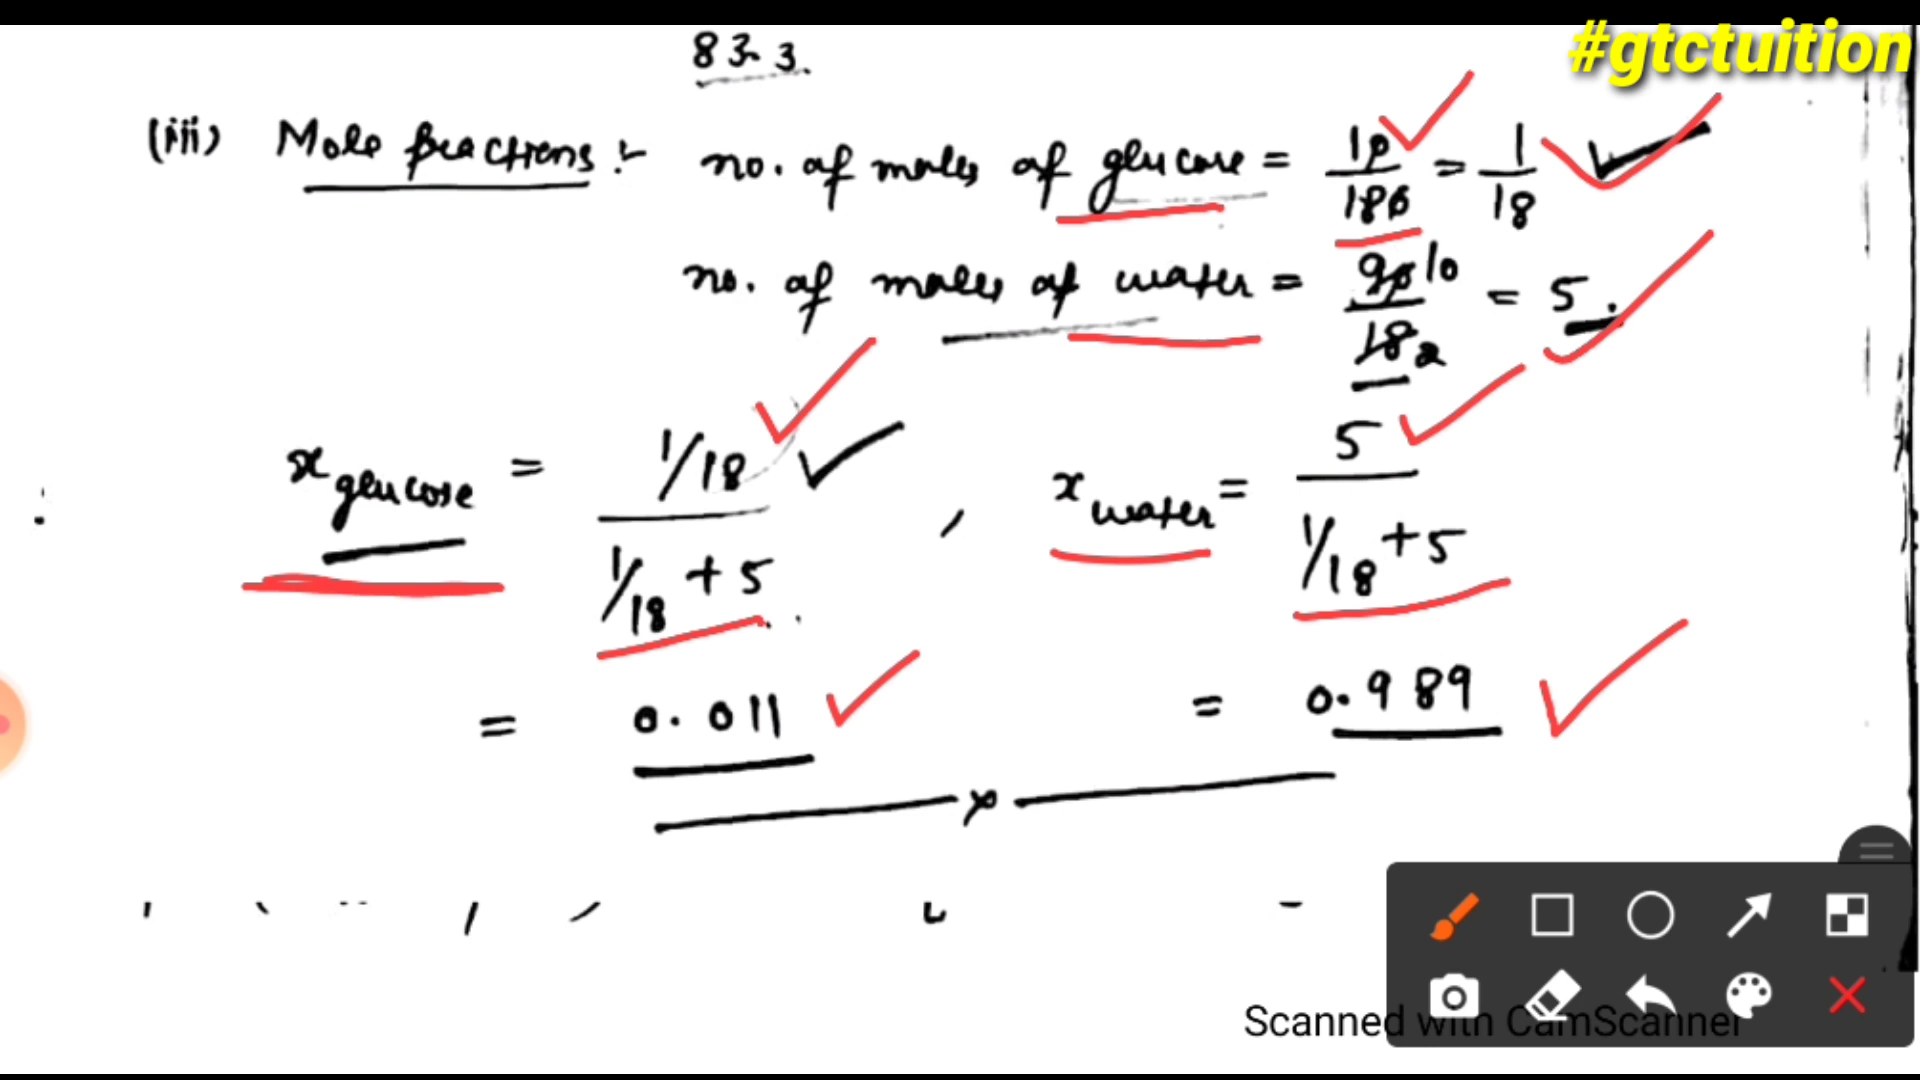 #gtctuition
83.3
(iii) Mole fractions :- no. of moles of glucose = 10/180 = 1/18
no. of moles of water = 90 10/18 2 = 5.
x glucose = 1/18 / 1/18 + 5 , x water = 5 / 1/18 + 5
= 0.011 = 0.989
x
Scanned with CamScanner